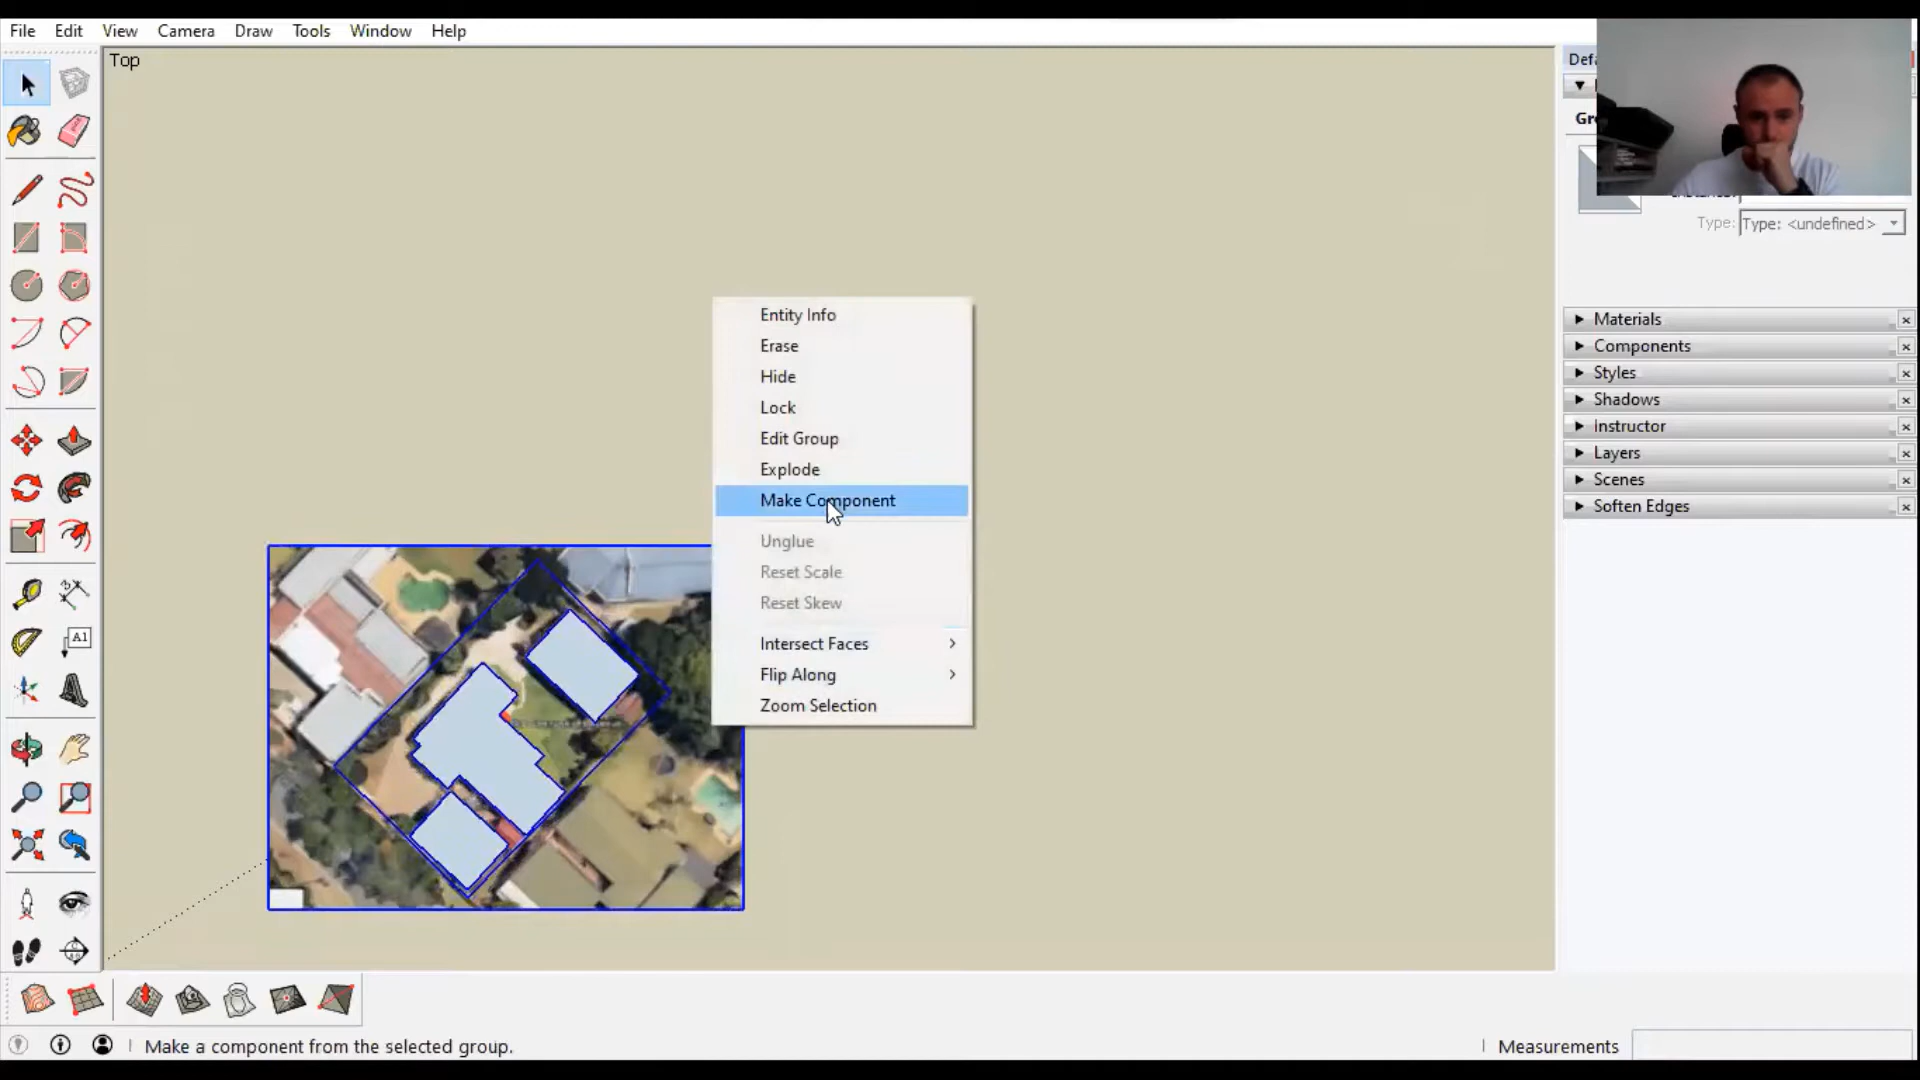 File Edit View Camera Draw Tools Window Help
Top
Type: Type: <undefined>
Entity Info
Erase
Hide
Lock
Edit Group
Explode
Make Component
Unglue
Reset Scale
Reset Skew
Intersect Faces
Flip Along
Zoom Selection
Materials
Components
Styles
Shadows
Instructor
Layers
Scenes
Soften Edges
A1
Make a component from the selected group.
Measurements